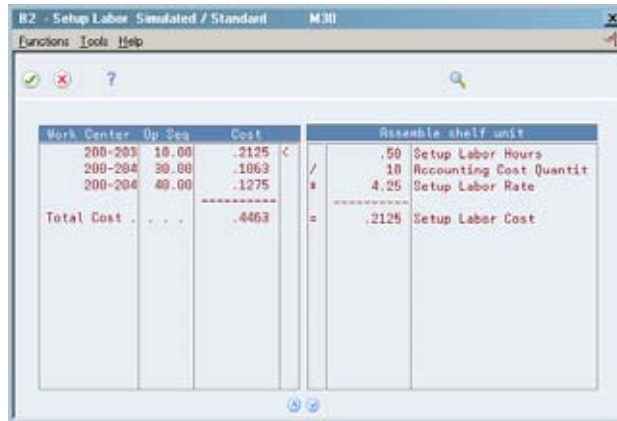 B2 - Setup Labor Simulated / Standard M30
Functions Tools Help
?
Work Center Op Seq Cost
200-203 10.00 .2125 <
200-204 30.00 .1063
200-204 40.00 .1275
----------
Total Cost . . . . .4463
Assemble shelf unit
.50 Setup Labor Hours
/ 10 Accounting Cost Quantit
* 4.25 Setup Labor Rate
----------
= .2125 Setup Labor Cost